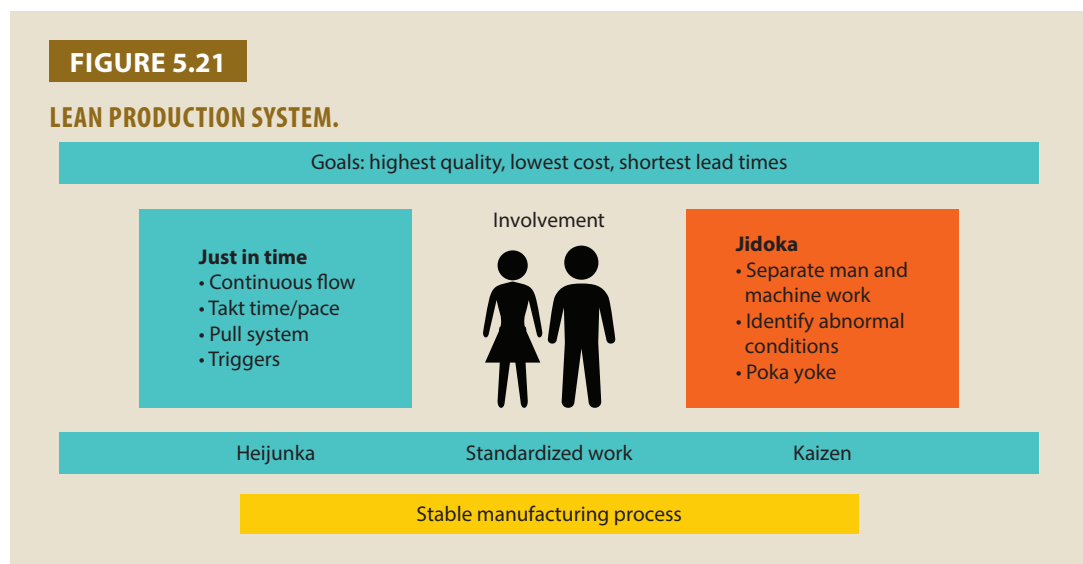 FIGURE 5.21
LEAN PRODUCTION SYSTEM.
Goals: highest quality, lowest cost, shortest lead times
Just in time
• Continuous flow
• Takt time/pace
• Pull system
• Triggers
Involvement
Jidoka
• Separate man and
machine work
• Identify abnormal
conditions
• Poka yoke
Heijunka
Standardized work
Kaizen
Stable manufacturing process